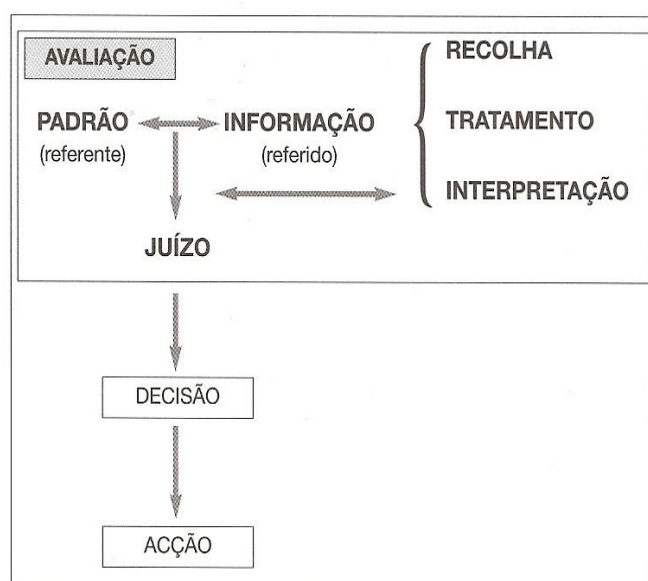 AVALIAÇÃO
RECOLHA
PADRÃO
INFORMAÇÃO
TRATAMENTO
(referente)
(referido)
INTERPRETAÇÃO
JUÍZO
DECISÃO
ACÇÃO